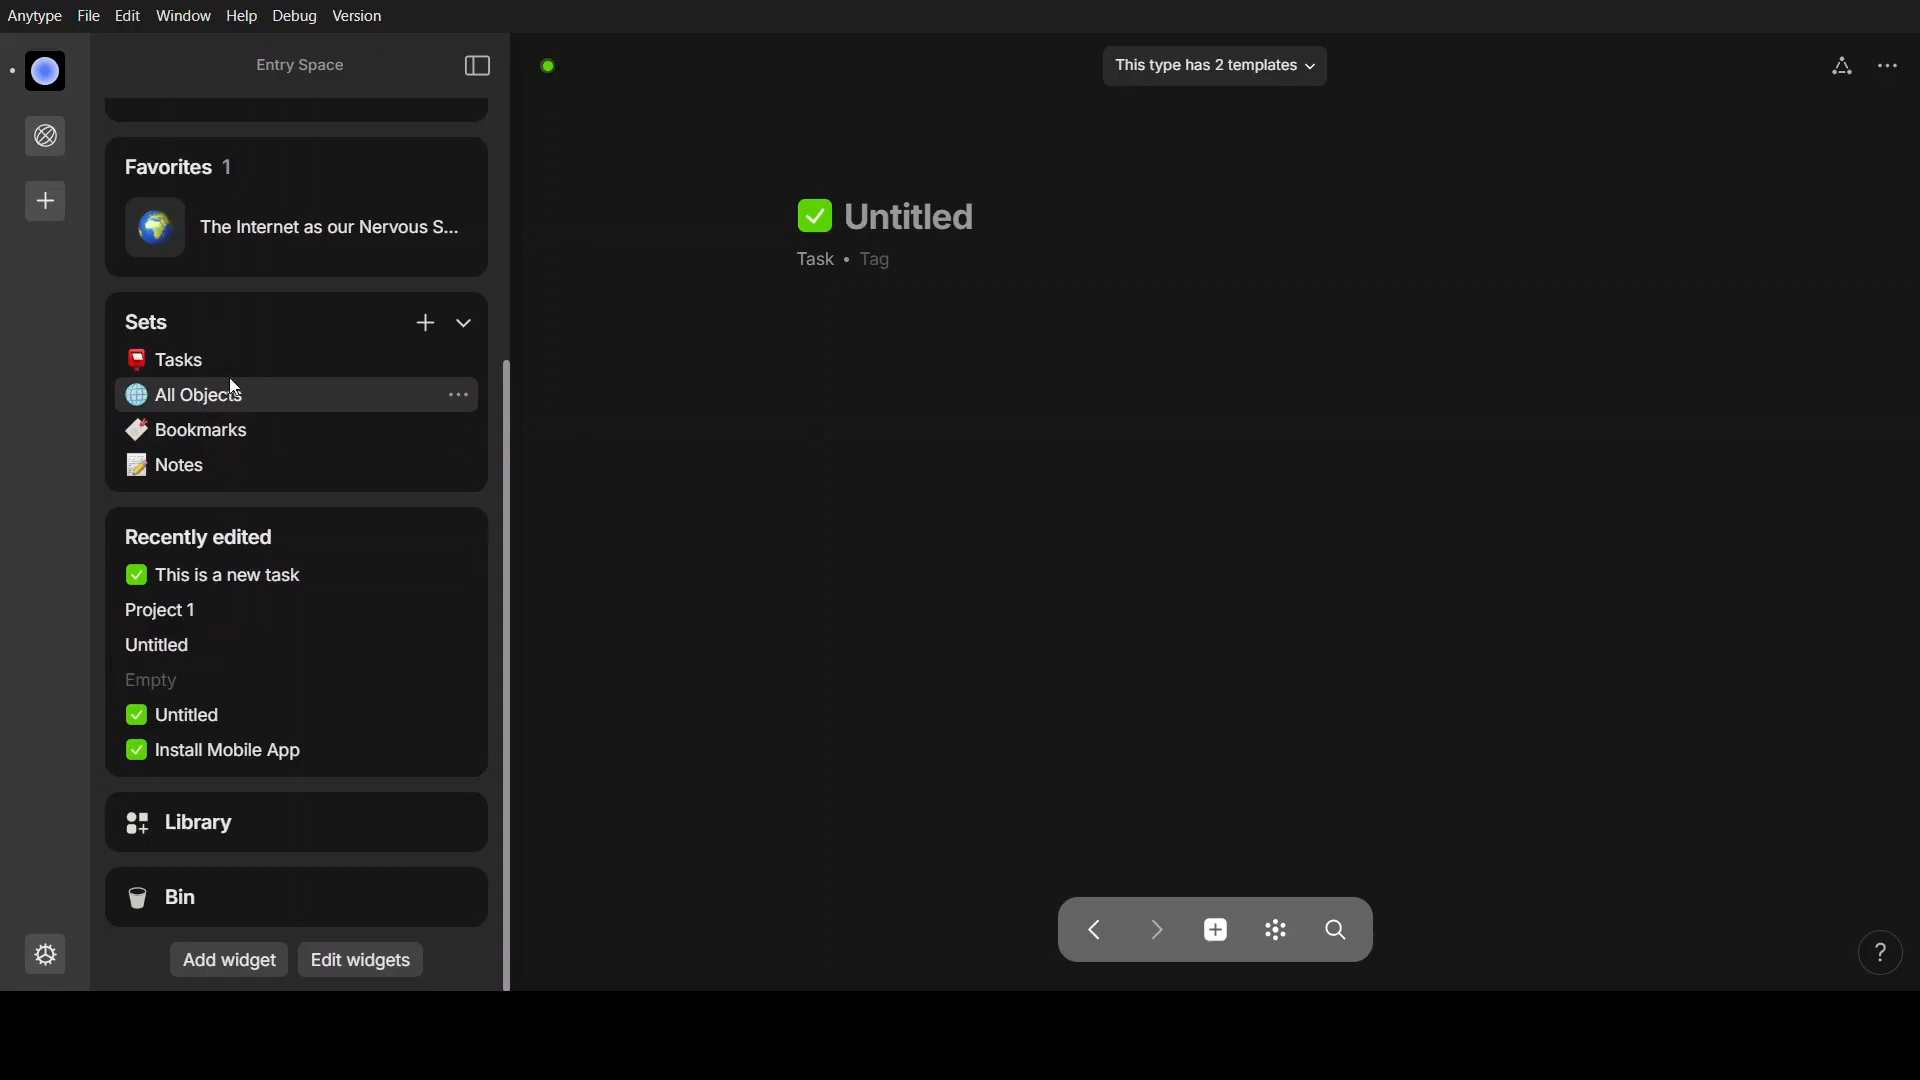 Anytype File Edit Window Help Debug Version
Entry Space
This type has 2 templates
Favorites 1
The Internet as our Nervous S...
Untitled
Task • Tag
Sets
Tasks
All Objects
Bookmarks
Notes
Recently edited
This is a new task
Project 1
Untitled
Empty
Untitled
Install Mobile App
Library
Bin
Add widget Edit widgets
?